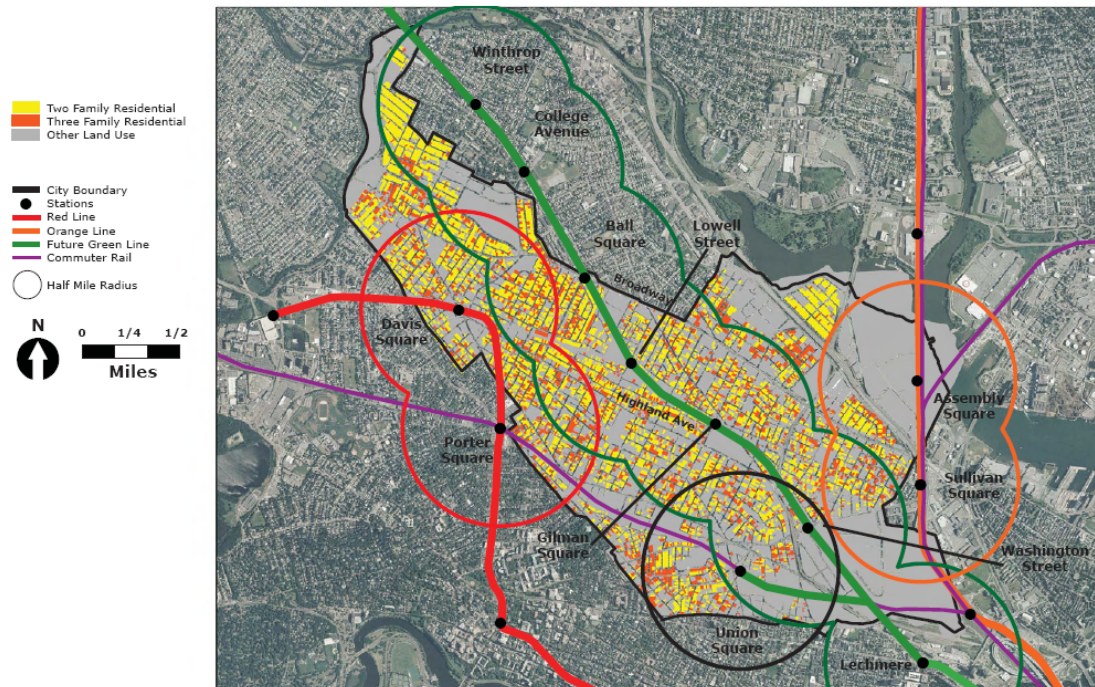 Two Family Residential
Three Family Residential
Other Land Use
City Boundary
Stations
Red Line
Orange Line
Future Green Line
Commuter Rail
Half Mile Radius
N
0 1/4 1/2
Miles
Winthrop
Street
College
Avenue
Ball
Square
Lowell
Street
Broadway
Davis
Square
Highland Ave
Assembly
Square
Porter
Square
Sullivan
Square
Gilman
Square
Washington
Street
Union
Square
Lechmere